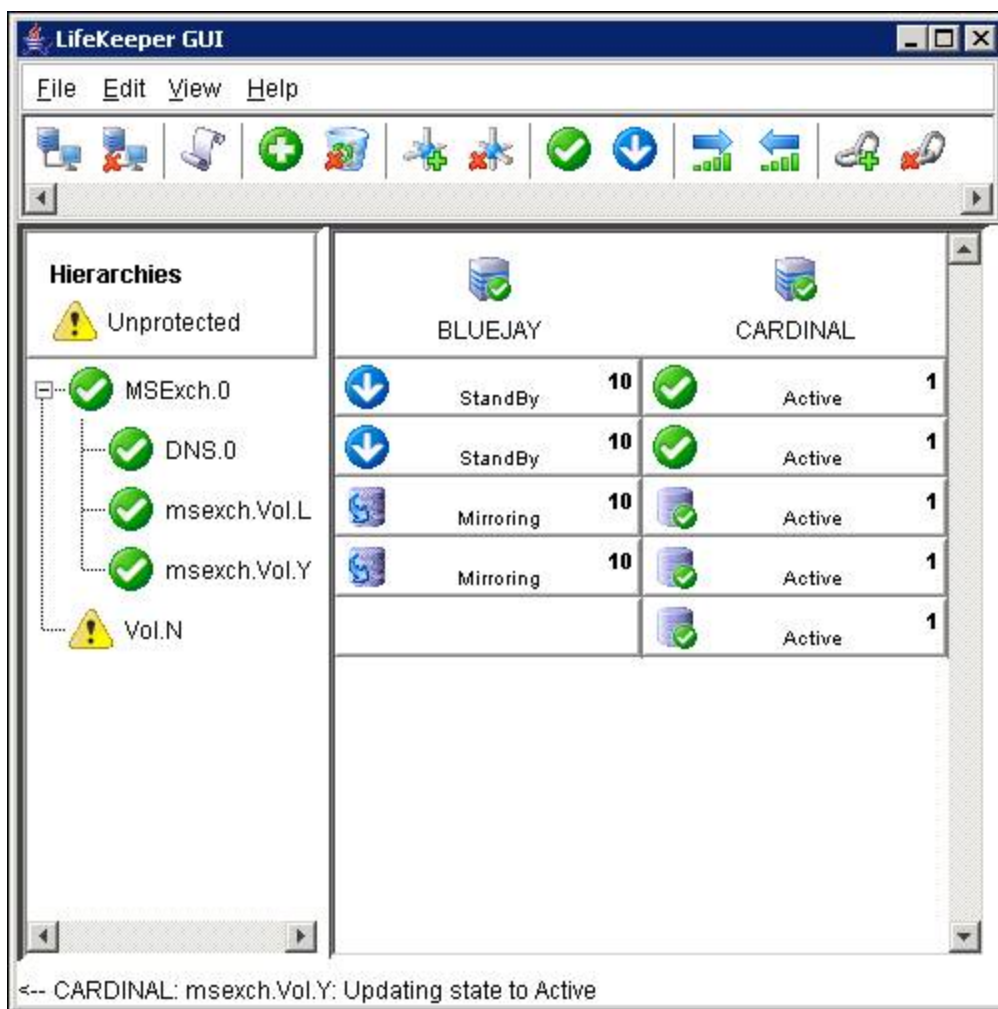 LifeKeeper GUI
File Edit View Help
Hierarchies
Unprotected
BLUEJAY CARDINAL
MSExch.0 StandBy 10 Active 1
DNS.0 StandBy 10 Active 1
msexch.Vol.L Mirroring 10 Active 1
msexch.Vol.Y Mirroring 10 Active 1
Vol.N Active 1
<-- CARDINAL: msexch.Vol.Y: Updating state to Active